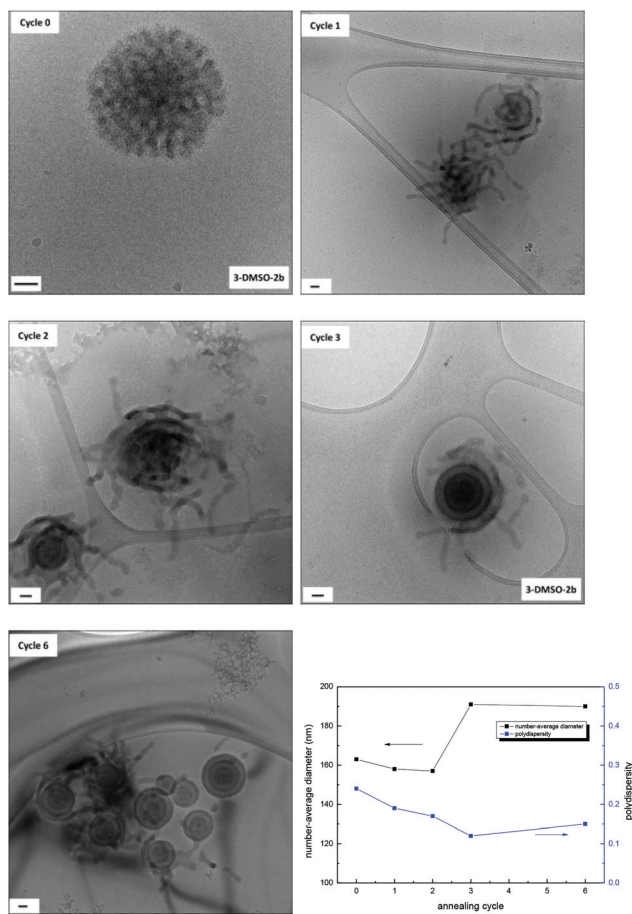 Cycle 0
3-DMSO-2b
Cycle 1
Cycle 2
Cycle 3
3-DMSO-2b
Cycle 6
200
180
160
140
120
100
number-average diameter (nm)
0.5
0.4
0.3
0.2
0.1
0.0
polydispersity
number-average diameter
polydispersity
0 1 2 3 4 5 6
annealing cycle